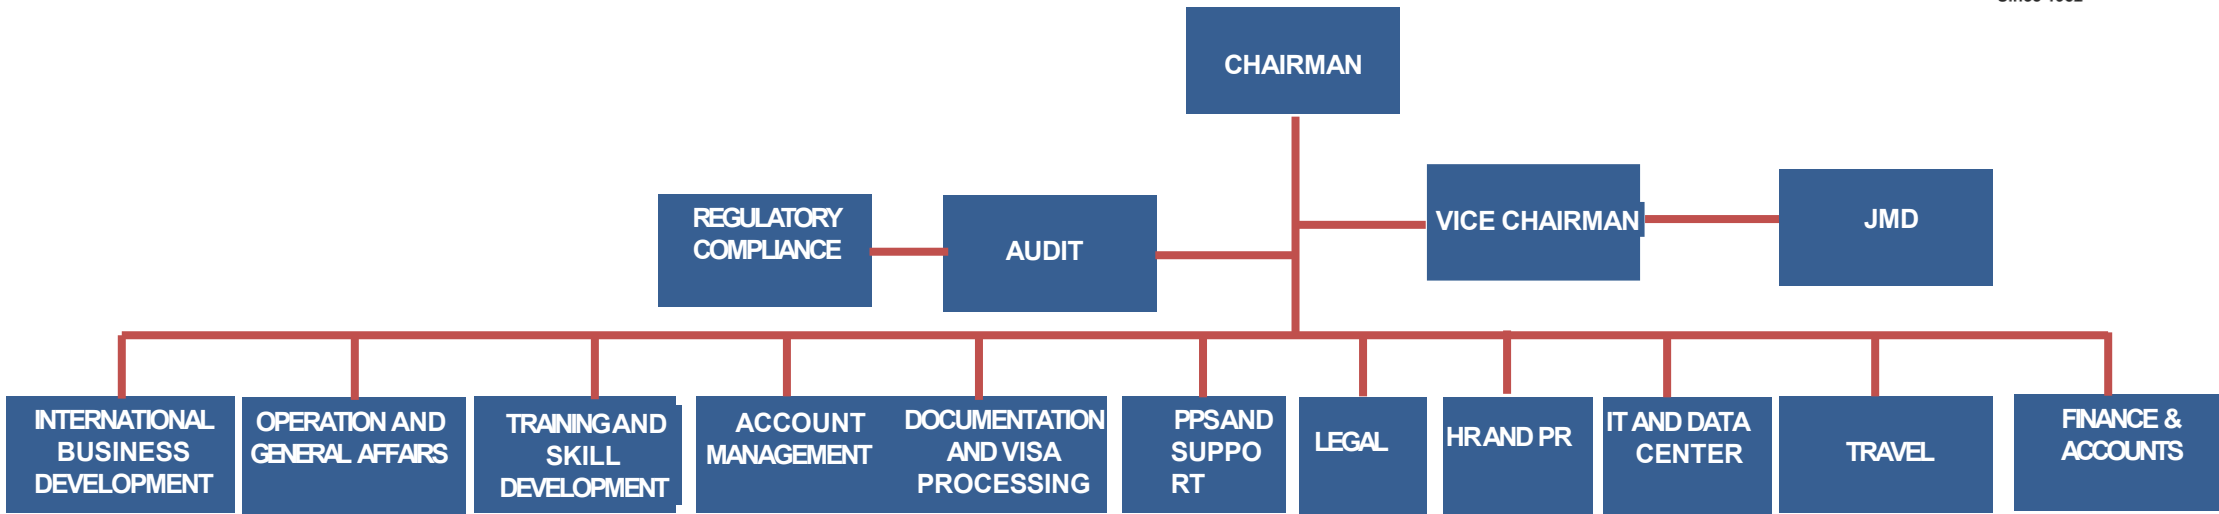 CHAIRMAN
REGULATORY
COMPLIANCE
AUDIT
VICE CHAIRMAN
JMD
INTERNATIONAL
BUSINESS
DEVELOPMENT
OPERATION AND
GENERAL AFFAIRS
TRAINING AND
SKILL
DEVELOPMENT
ACCOUNT
MANAGEMENT
DOCUMENTATION
AND VISA
PROCESSING
PPS AND
SUPPO
RT
LEGAL
HR AND PR
IT AND DATA
CENTER
TRAVEL
FINANCE &
ACCOUNTS